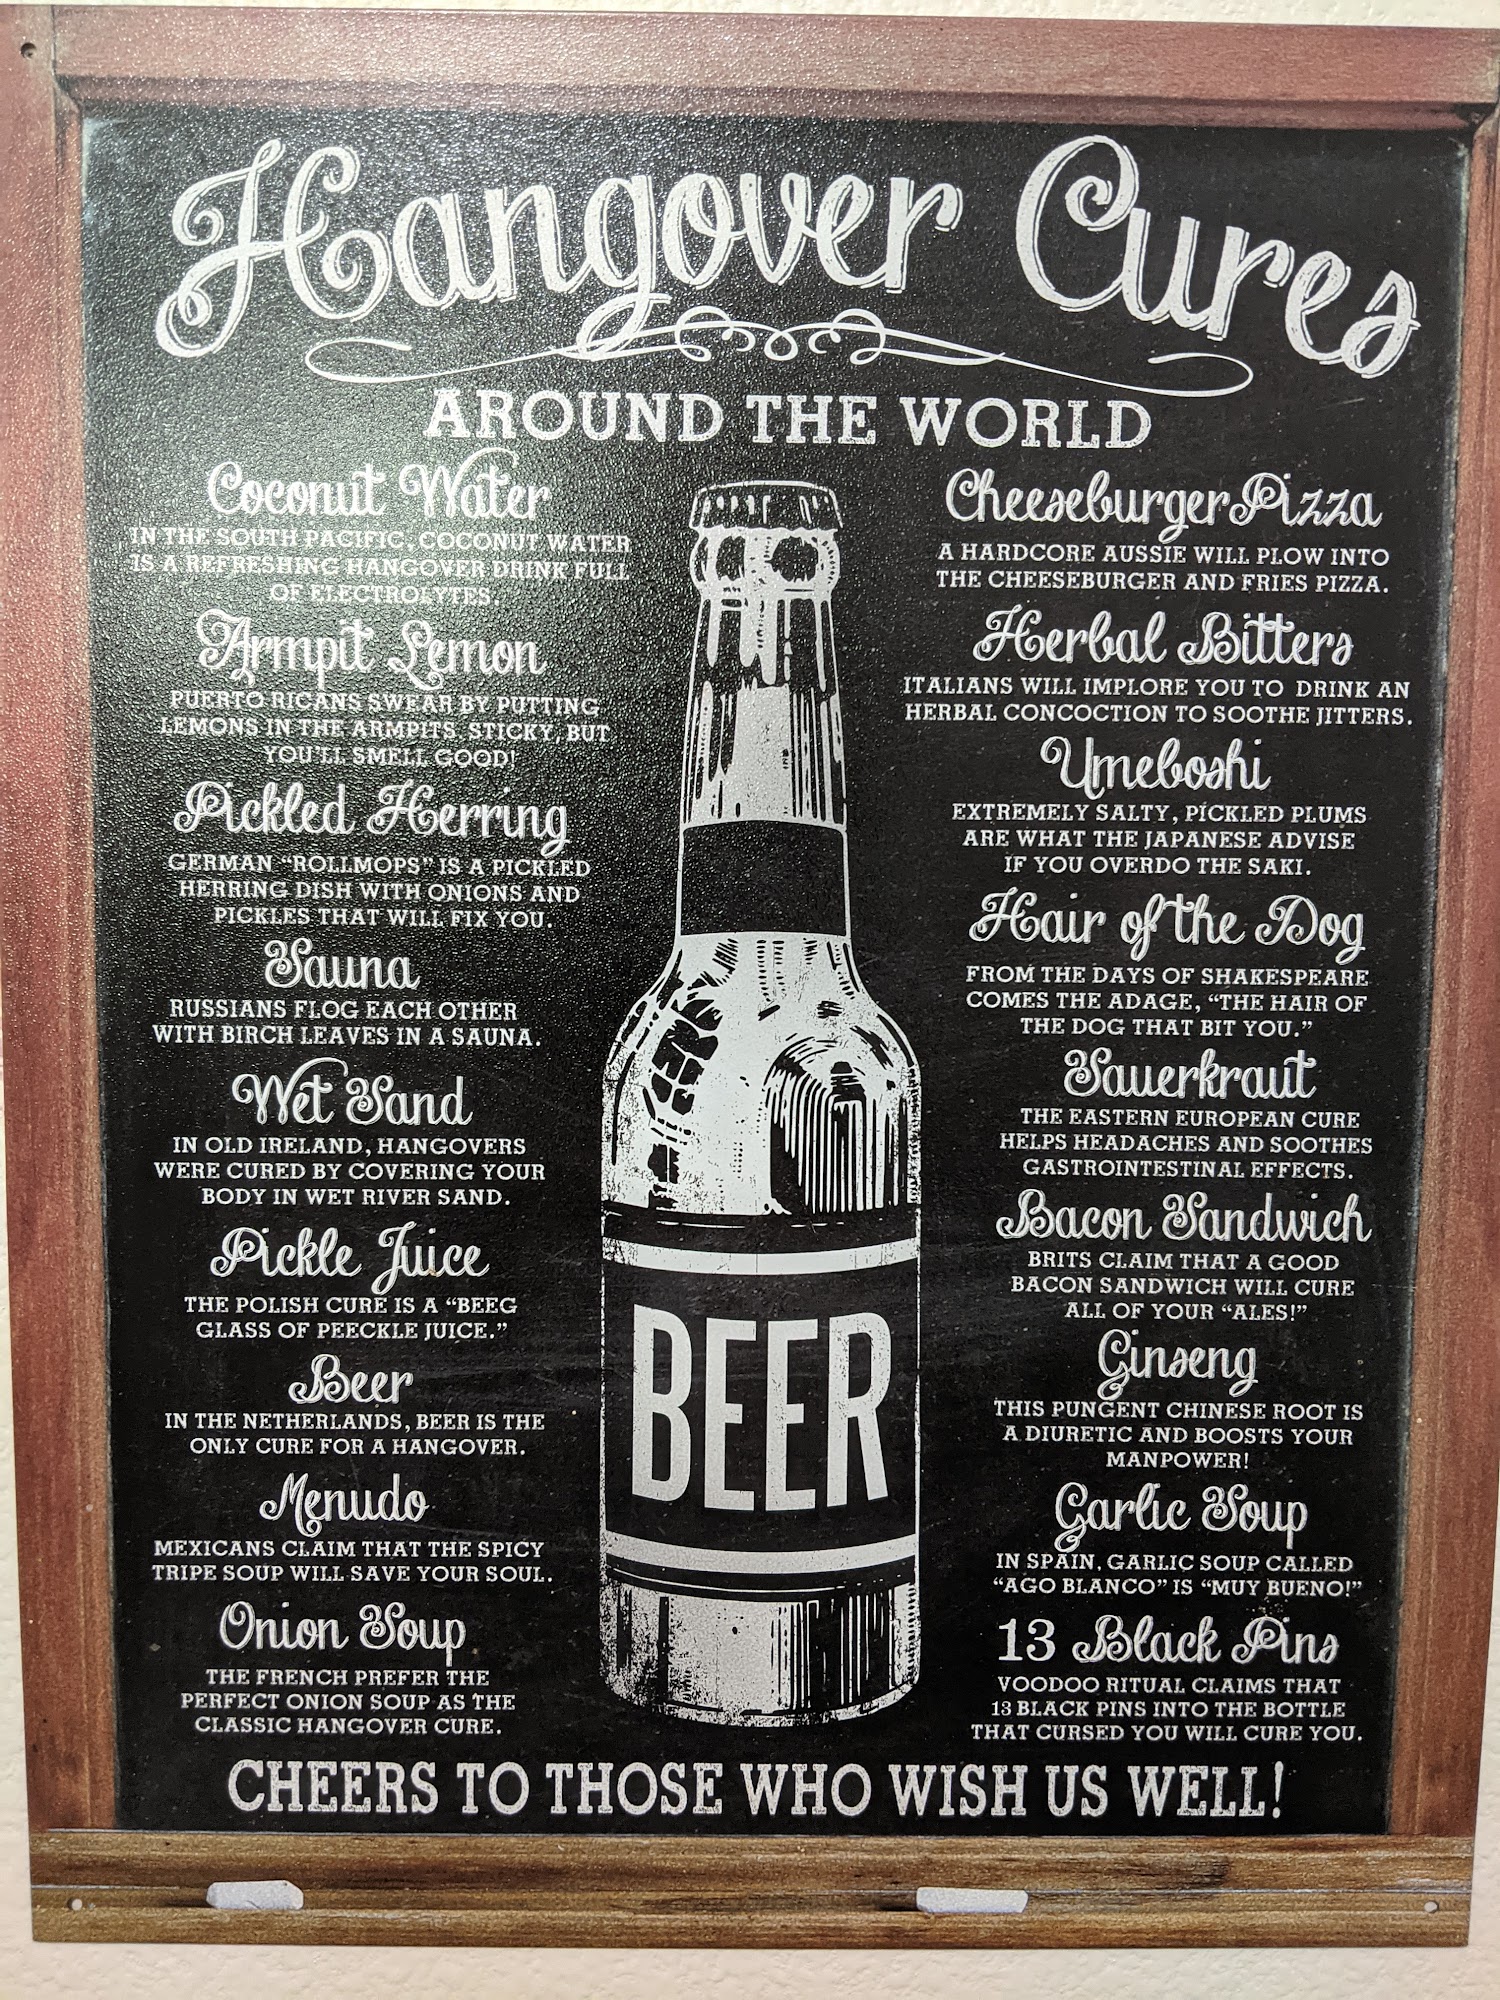 Hangover Cures
AROUND THE WORLD
Coconut Water
IN THE SOUTH PACIFIC, COCONUT WATER
IS A REFRESHING HANGOVER DRINK FULL
OF ELECTROLYTES.
Armpit Lemon
PUERTO RICANS SWEAR BY PUTTING
LEMONS IN THE ARMPITS. STICKY, BUT
YOU'LL SMELL GOOD!
Pickled Herring
GERMAN "ROLLMOPS" IS A PICKLED
HERRING DISH WITH ONIONS AND
PICKLES THAT WILL FIX YOU.
Sauna
RUSSIANS FLOG EACH OTHER
WITH BIRCH LEAVES IN A SAUNA.
Wet Sand
IN OLD IRELAND, HANGOVERS
WERE CURED BY COVERING YOUR
BODY IN WET RIVER SAND.
Pickle Juice
THE POLISH CURE IS A "BEEG
GLASS OF PEECKLE JUICE."
Beer
IN THE NETHERLANDS, BEER IS THE
ONLY CURE FOR A HANGOVER.
Menudo
MEXICANS CLAIM THAT THE SPICY
TRIPE SOUP WILL SAVE YOUR SOUL.
Onion Soup
THE FRENCH PREFER THE
PERFECT ONION SOUP AS THE
CLASSIC HANGOVER CURE.
BEER
Cheeseburger Pizza
A HARDCORE AUSSIE WILL PLOW INTO
THE CHEESEBURGER AND FRIES PIZZA.
Herbal Bitters
ITALIANS WILL IMPLORE YOU TO DRINK AN
HERBAL CONCOCTION TO SOOTHE JITTERS.
Umeboshi
EXTREMELY SALTY, PICKLED PLUMS
ARE WHAT THE JAPANESE ADVISE
IF YOU OVERDO THE SAKI.
Hair of the Dog
FROM THE DAYS OF SHAKESPEARE
COMES THE ADAGE, "THE HAIR OF
THE DOG THAT BIT YOU."
Sauerkraut
THE EASTERN EUROPEAN CURE
HELPS HEADACHES AND SOOTHES
GASTROINTESTINAL EFFECTS.
Bacon Sandwich
BRITS CLAIM THAT A GOOD
BACON SANDWICH WILL CURE
ALL OF YOUR "ALES!"
Ginseng
THIS PUNGENT CHINESE ROOT IS
A DIURETIC AND BOOSTS YOUR
MANPOWER!
Garlic Soup
IN SPAIN, GARLIC SOUP CALLED
"AGO BLANCO" IS "MUY BUENO!"
13 Black Pins
VOODOO RITUAL CLAIMS THAT
13 BLACK PINS INTO THE BOTTLE
THAT CURSED YOU WILL CURE YOU.
CHEERS TO THOSE WHO WISH US WELL!